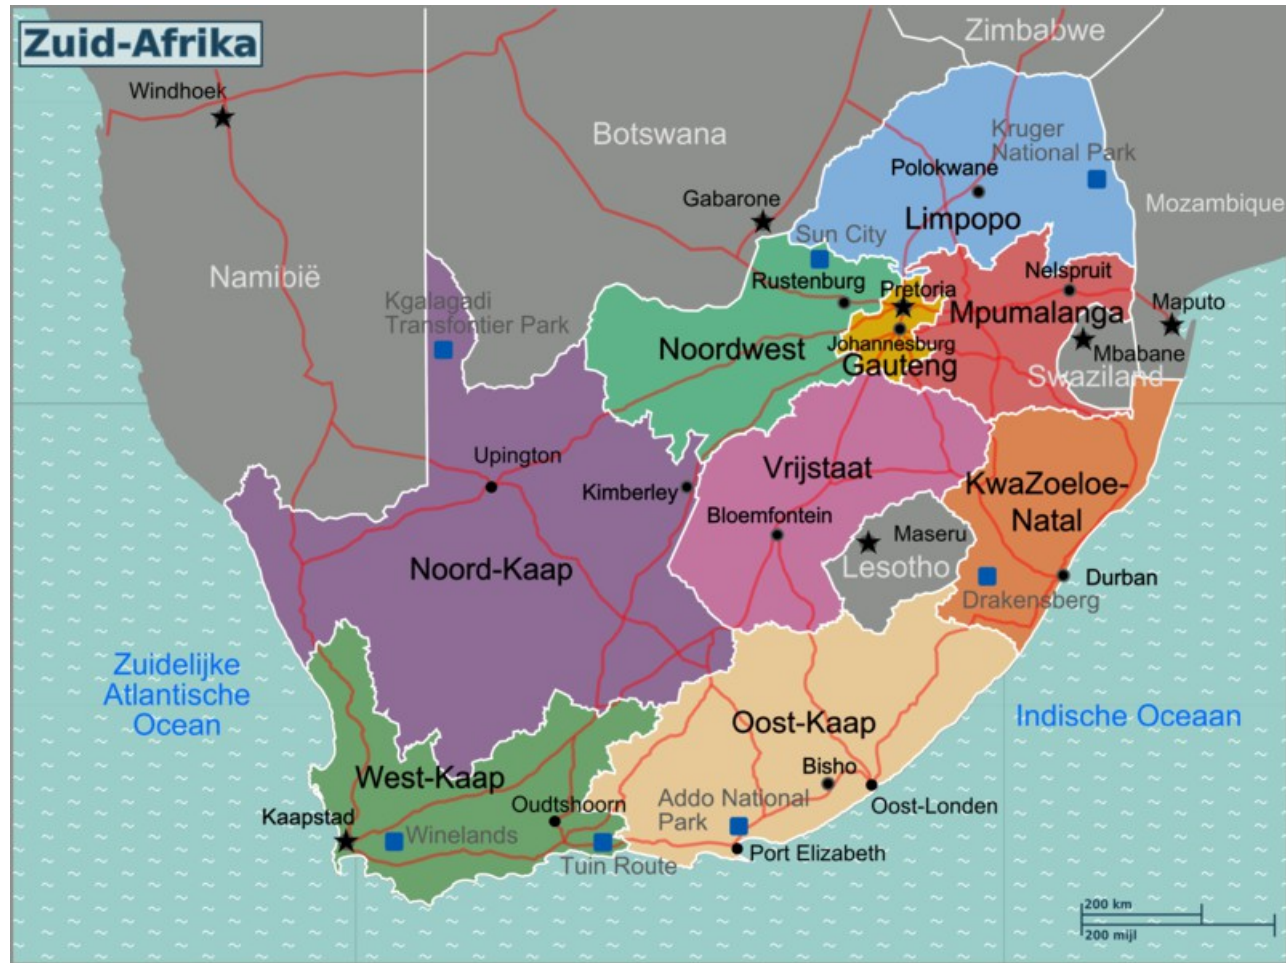 Zuid-Afrika
Zimbabwe
Windhoek
Botswana
Kruger
National Park
Polokwane
Gabarone
Limpopo
Mozambique
Sun City
Namibië
Rustenburg
Pretoria
Nelspruit
Kgalagadi
Transfontier Park
Maputo
Mpumalanga
Noordwest
Johannesburg
Gauteng
Mbabane
Swaziland
Upington
Vrijstaat
Kimberley
KwaZoeloe-
Natal
Bloemfontein
Maseru
Lesotho
Noord-Kaap
Durban
Drakensberg
Zuidelijke
Atlantische
Ocean
Oost-Kaap
Indische Oceaan
West-Kaap
Bisho
Oudtshoorn
Addo National
Park
Oost-Londen
Kaapstad
Winelands
Tuin Route
Port Elizabeth
200 km
200 mijl